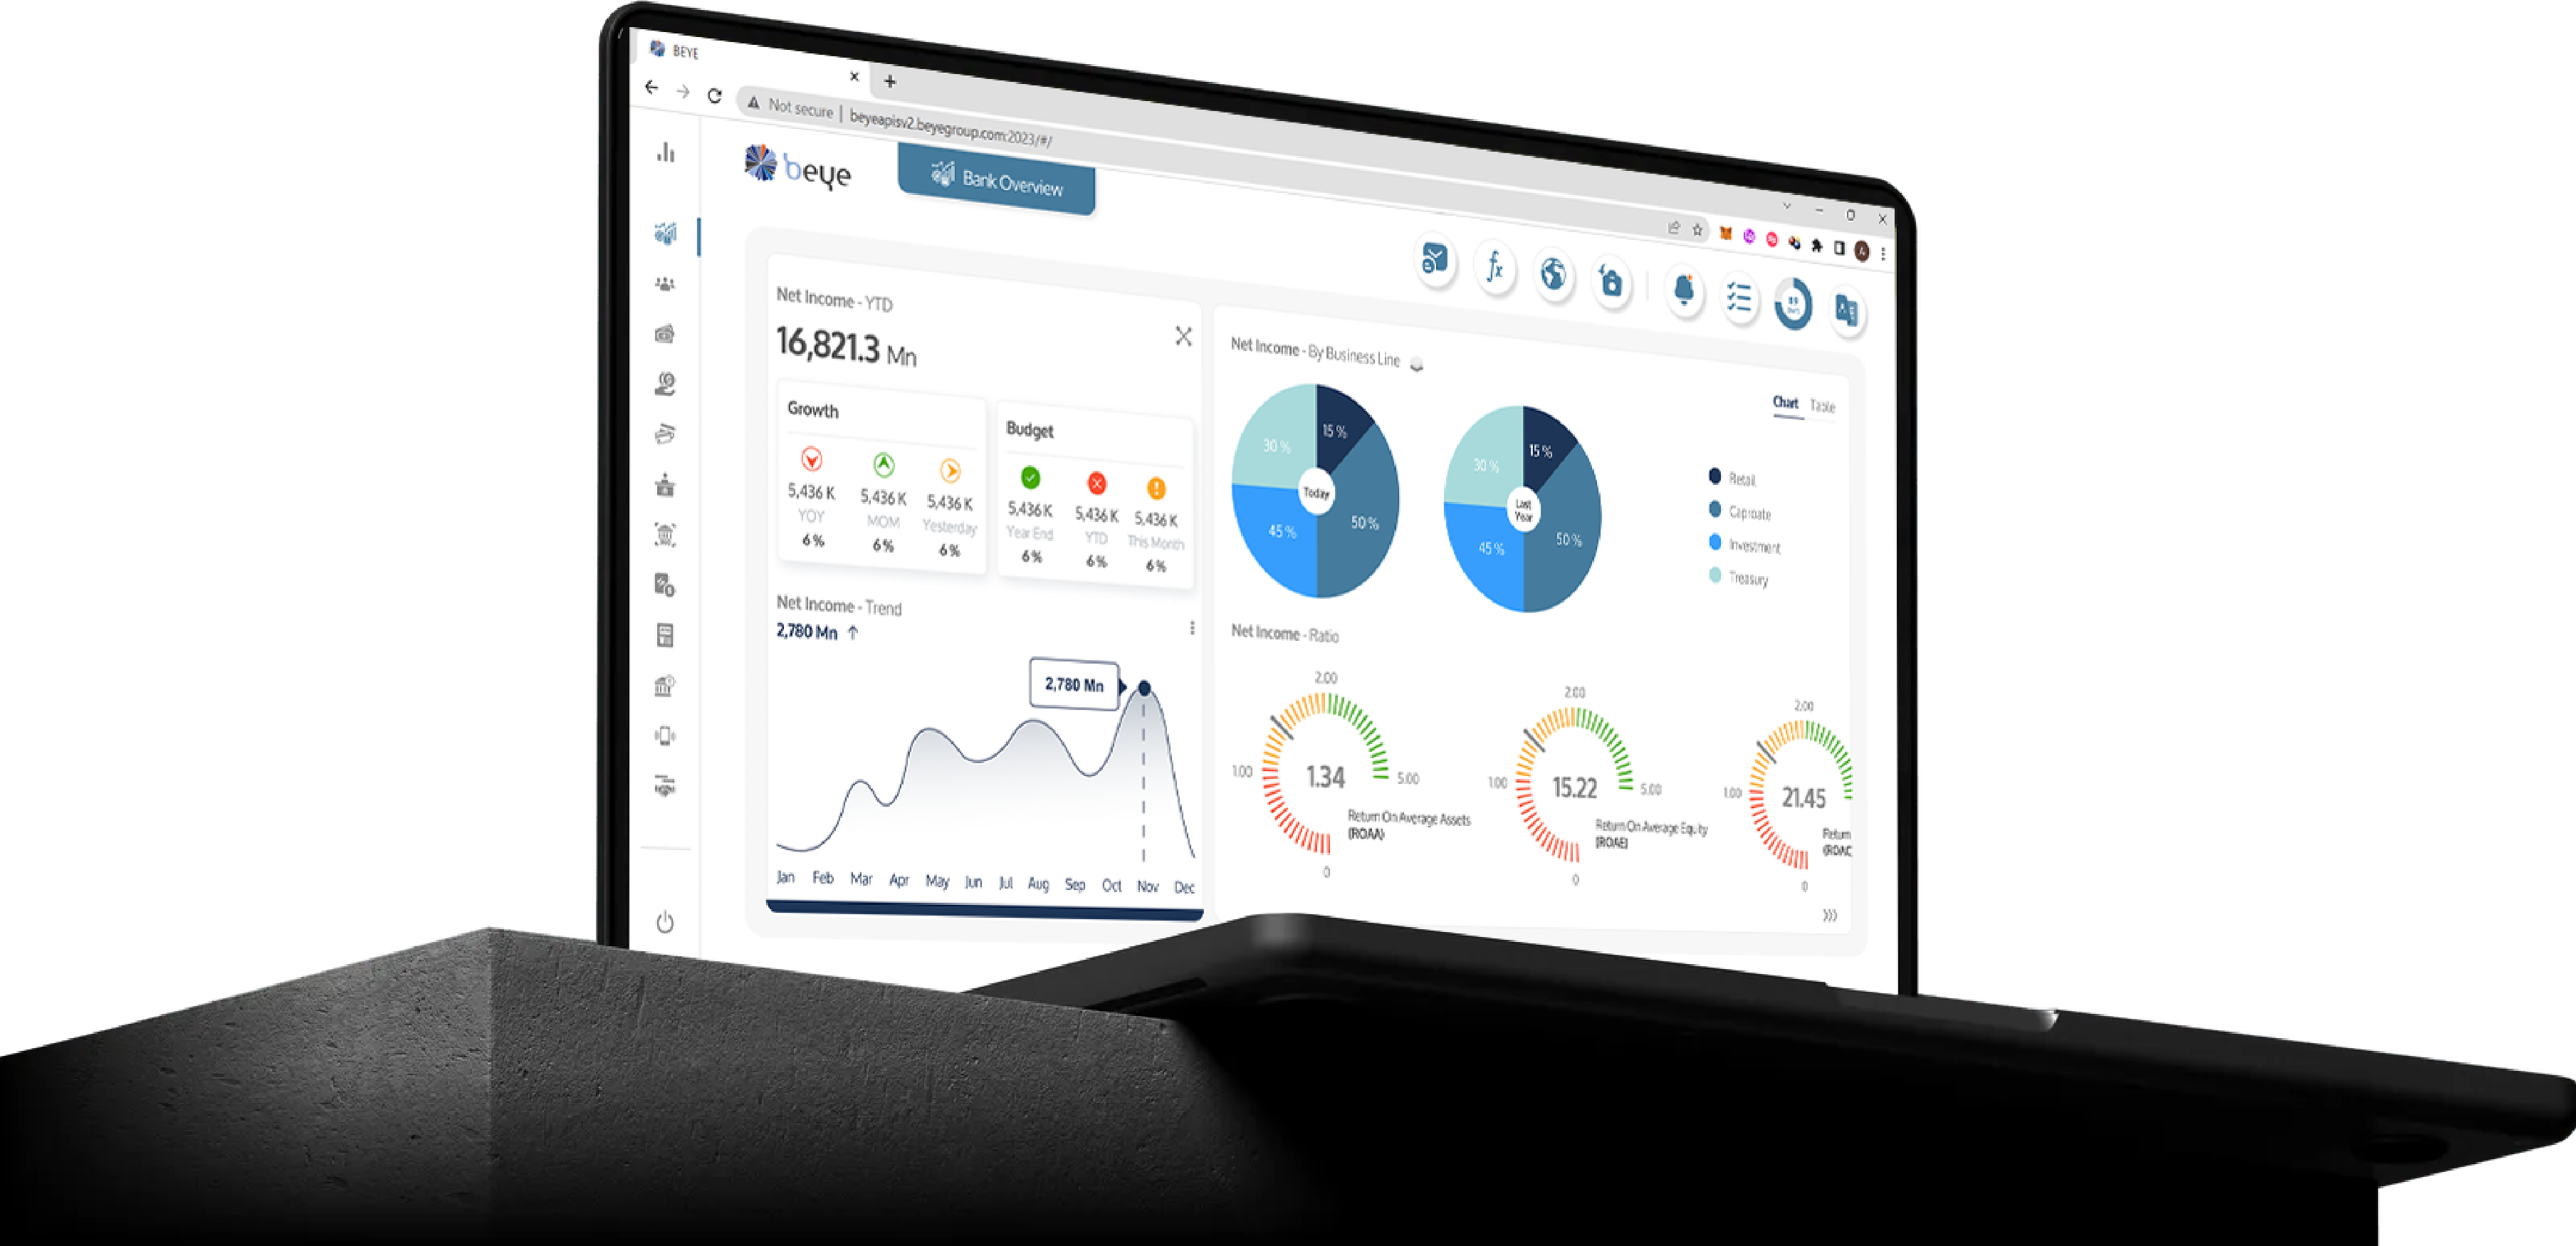 BEYE
Not secure | beyeapisv2.beyegroup.com:2023/#/
beye
Bank Overview
Net Income - YTD
16,821.3 Mn
Growth
5,436 K
5,436 K
5,436 K
YOY
MOM
Yesterday
6%
6%
6%
Budget
5,436 K
5,436 K
5,436 K
Year End
YTD
This Month
6%
6%
6%
Net Income - Trend
2,780 Mn
2,780 Mn
Jan Feb Mar Apr May Jun Jul Aug Sep Oct Nov Dec
Net Income - By Business Line
Chart Table
30 %
15 %
Today
45 %
50 %
30 %
15 %
Last
Year
45 %
50 %
Retail
Caproate
Investment
Treasury
Net Income - Ratio
2.00
1.00
1.34
5.00
Return On Average Assets
(ROAA)
0
2.00
1.00
15.22
5.00
Return On Average Equity
(ROAE)
0
2.00
1.00
21.45
Return
0